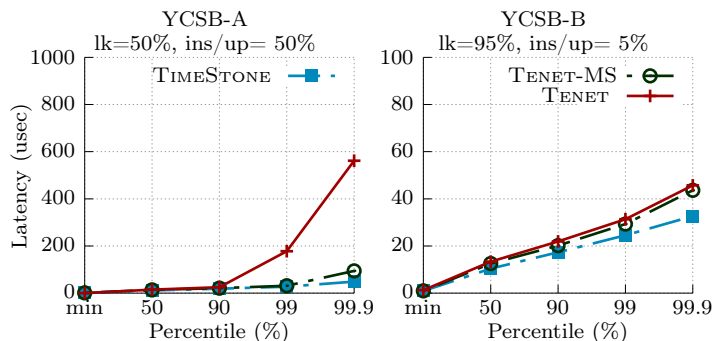 YCSB-A
lk=50%, ins/up= 50%
1000
800
600
400
200
0
Latency (usec)
TIMESTONE
min 50 90 99 99.9
Percentile (%)
YCSB-B
lk=95%, ins/up= 5%
100
80
60
40
20
0
TENET-MS
TENET
min 50 90 99 99.9
Percentile (%)